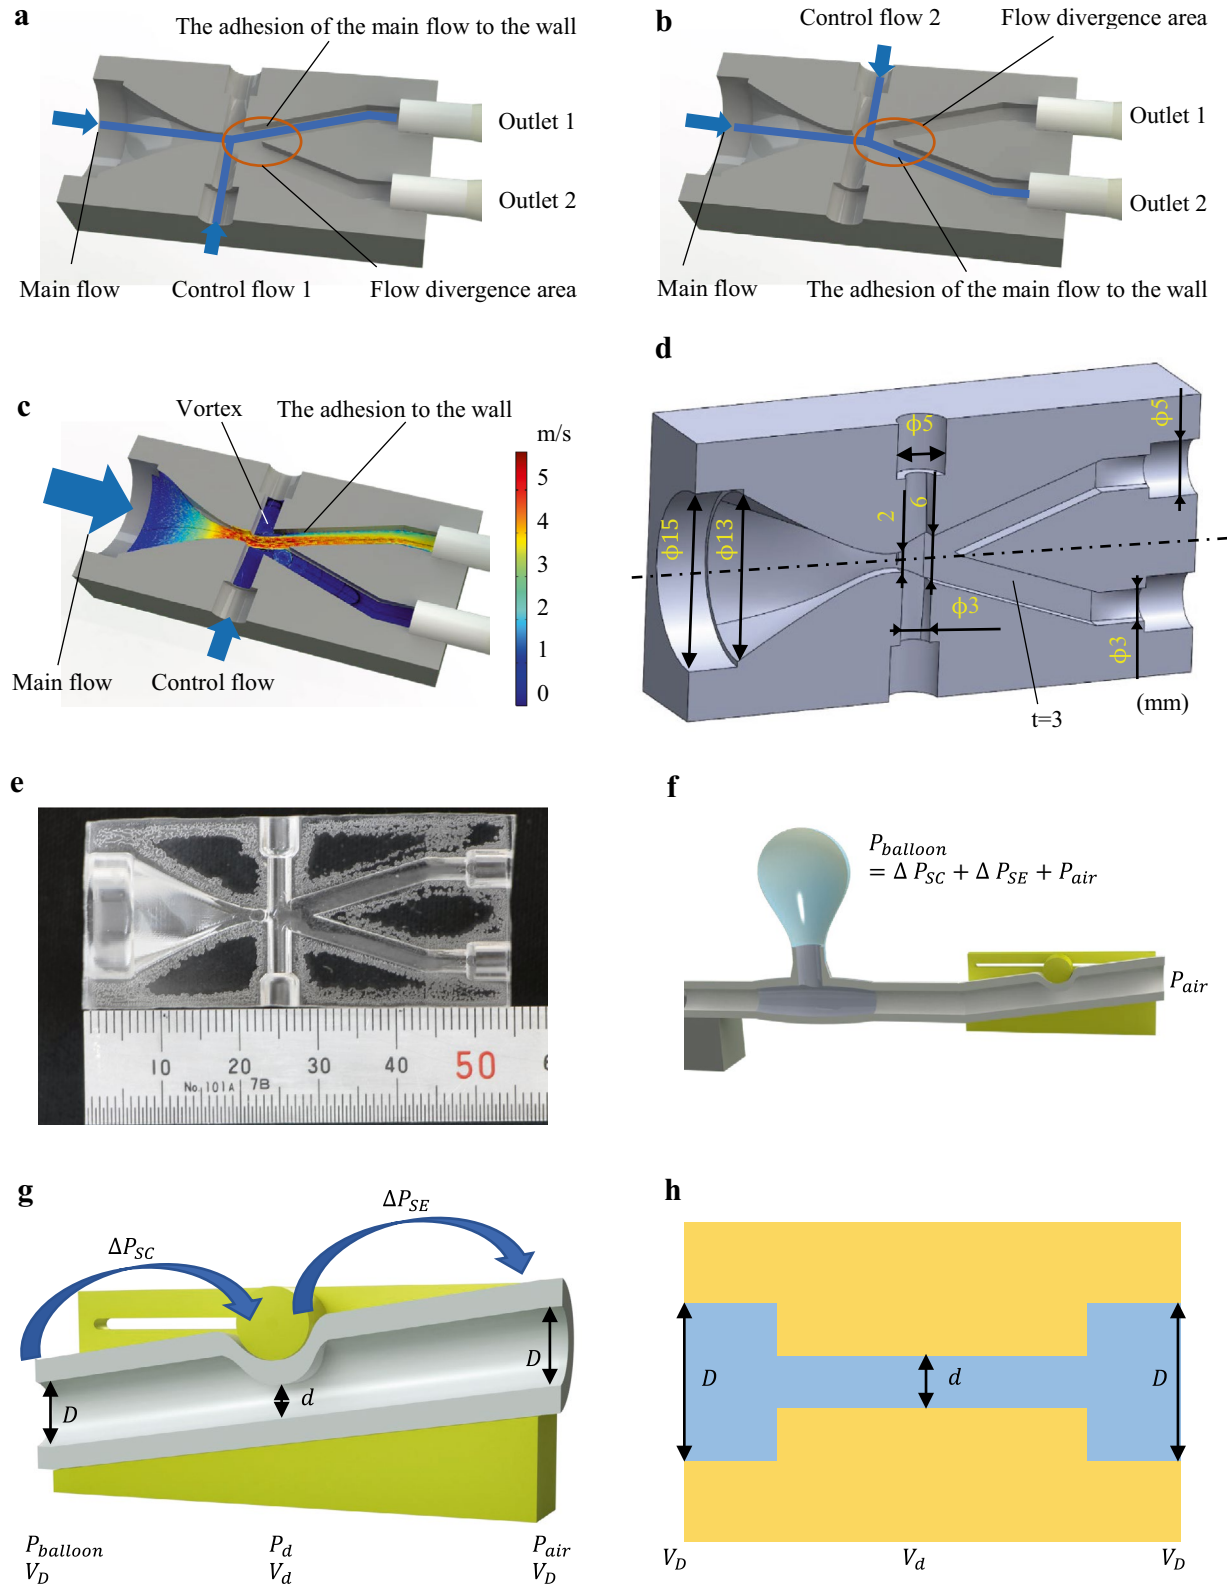 a
The adhesion of the main flow to the wall
Outlet 1
Outlet 2
Main flow
Control flow 1
Flow divergence area
b
Control flow 2
Flow divergence area
Outlet 1
Outlet 2
Main flow
The adhesion of the main flow to the wall
c
Vortex
The adhesion to the wall
m/s
5
4
3
2
1
0
Main flow
Control flow
d
ϕ5
ϕ5
2
6
ϕ15
ϕ13
ϕ3
ϕ3
t=3
(mm)
e
10 20 30 40 50 6
No.101A 7B
f
P_balloon
= Δ P_SC + Δ P_SE + P_air
P_air
g
ΔP_SE
ΔP_SC
D
d
D
P_balloon P_d P_air
V_D V_d V_D
h
D
d
D
V_D V_d V_D